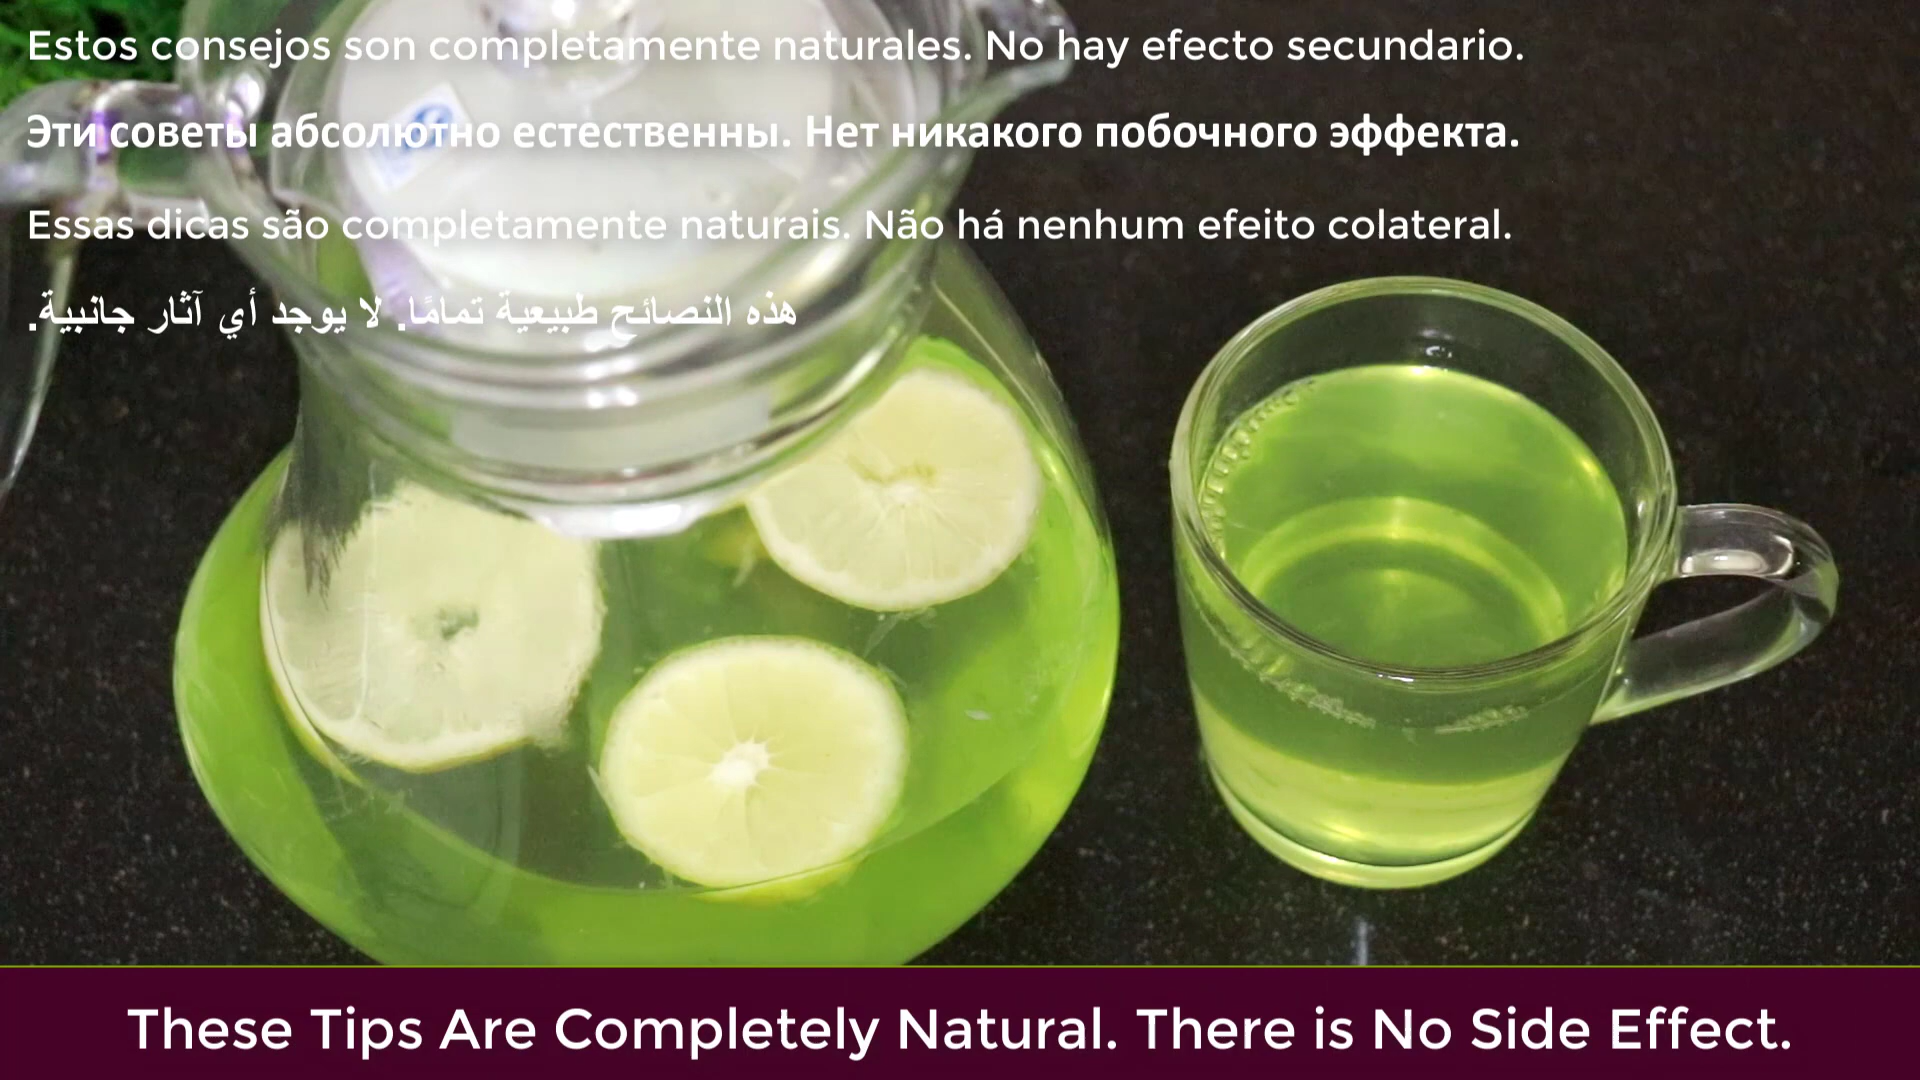 Estos consejos son completamente naturales. No hay efecto secundario.
Эти советы абсолютно естественны. Нет никакого побочного эффекта.
Essas dicas são completamente naturais. Não há nenhum efeito colateral.
هذه النصائح طبيعية تمامًا. لا يوجد أي آثار جانبية.
These Tips Are Completely Natural. There is No Side Effect.